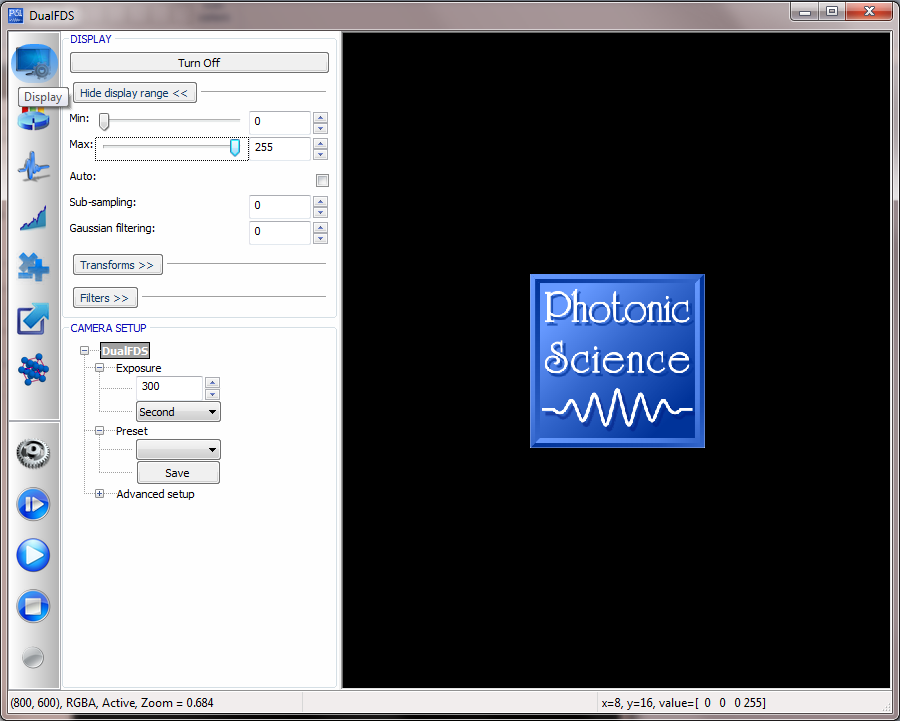 DualFDS
DISPLAY
Turn Off
Display
Hide display range <<
Min:
0
Max:
255
Auto:
Sub-sampling:
0
Gaussian filtering:
0
Transforms >>
Filters >>
CAMERA SETUP
DualFDS
Exposure
300
Second
Preset
Save
Advanced setup
Photonic
Science
(800, 600), RGBA, Active, Zoom = 0.684
x=8, y=16, value=[ 0 0 0 255]